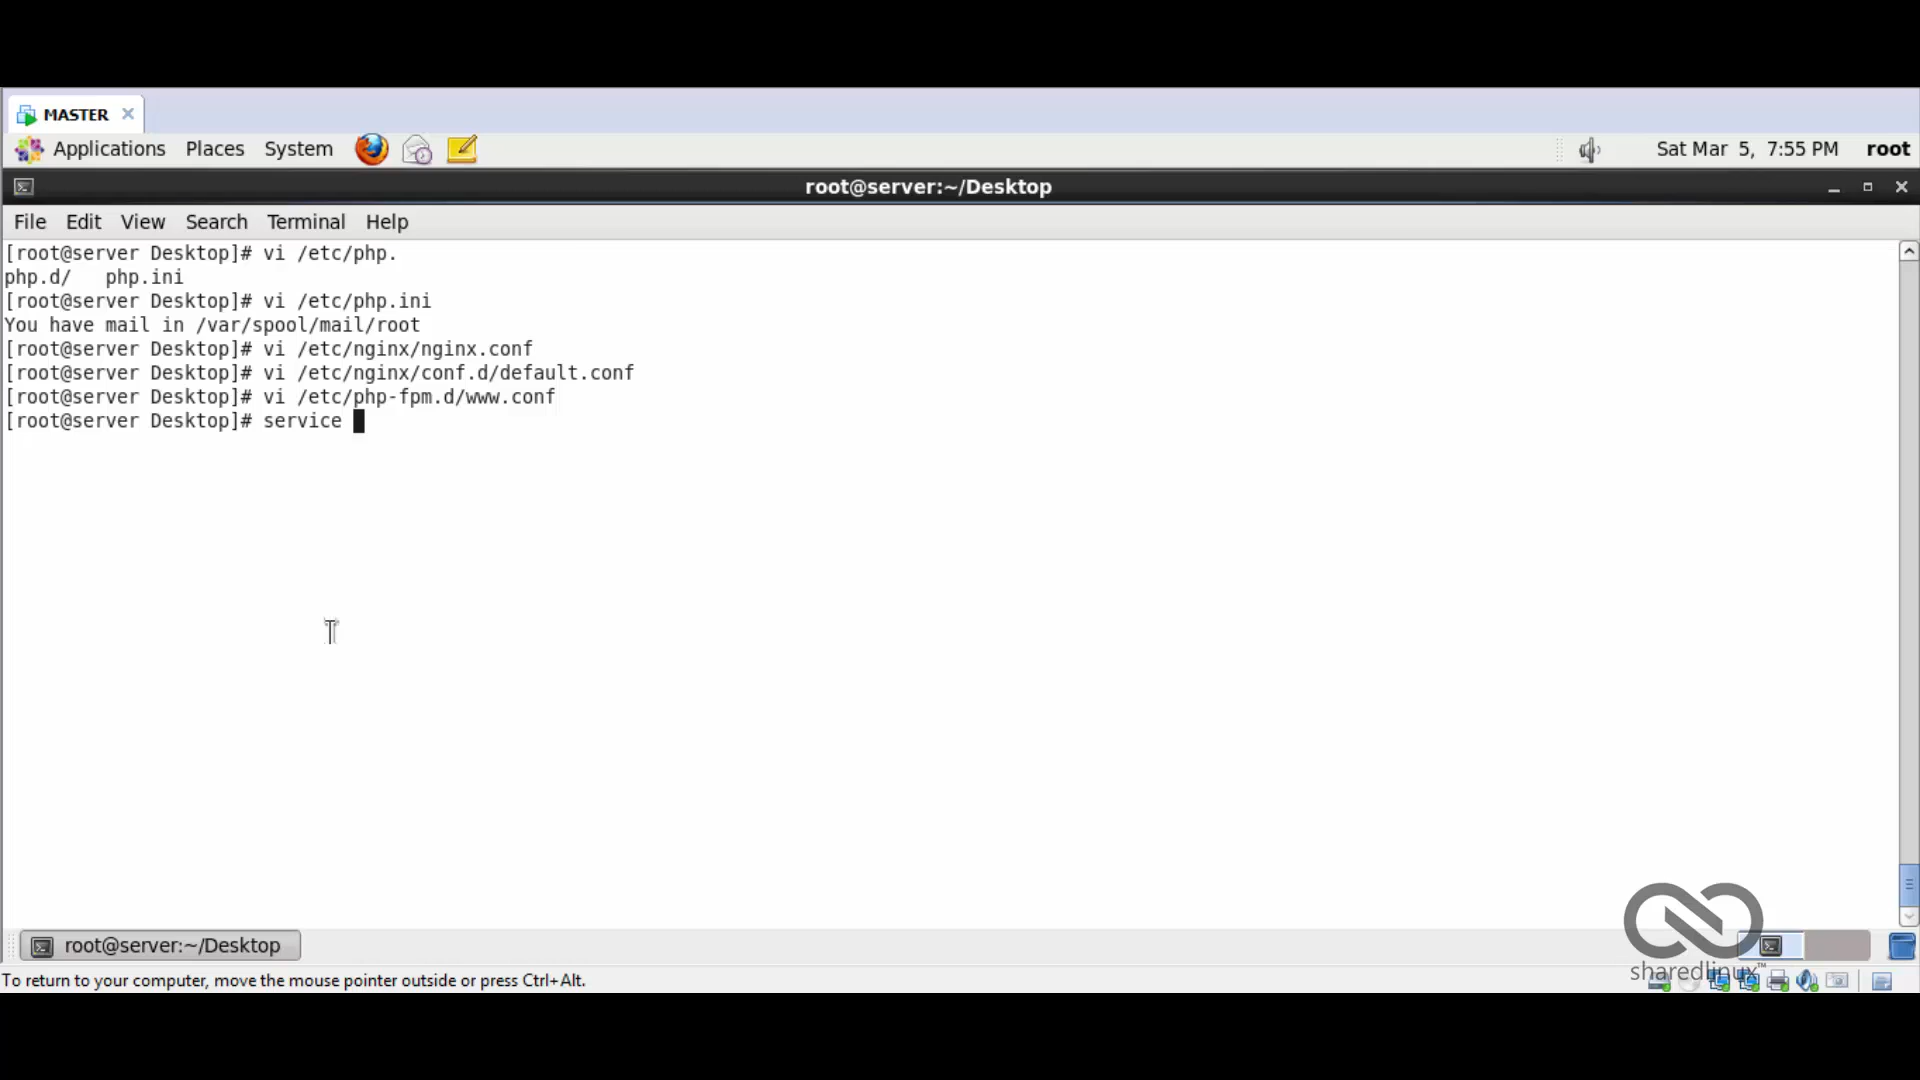 MASTER
Applications Places System Sat Mar 5, 7:55 PM root
root@server:~/Desktop
File Edit View Search Terminal Help
[root@server Desktop]# vi /etc/php.
php.d/ php.ini
[root@server Desktop]# vi /etc/php.ini
You have mail in /var/spool/mail/root
[root@server Desktop]# vi /etc/nginx/nginx.conf
[root@server Desktop]# vi /etc/nginx/conf.d/default.conf
[root@server Desktop]# vi /etc/php-fpm.d/www.conf
[root@server Desktop]# service
root@server:~/Desktop
sharedlinux™
To return to your computer, move the mouse pointer outside or press Ctrl+Alt.